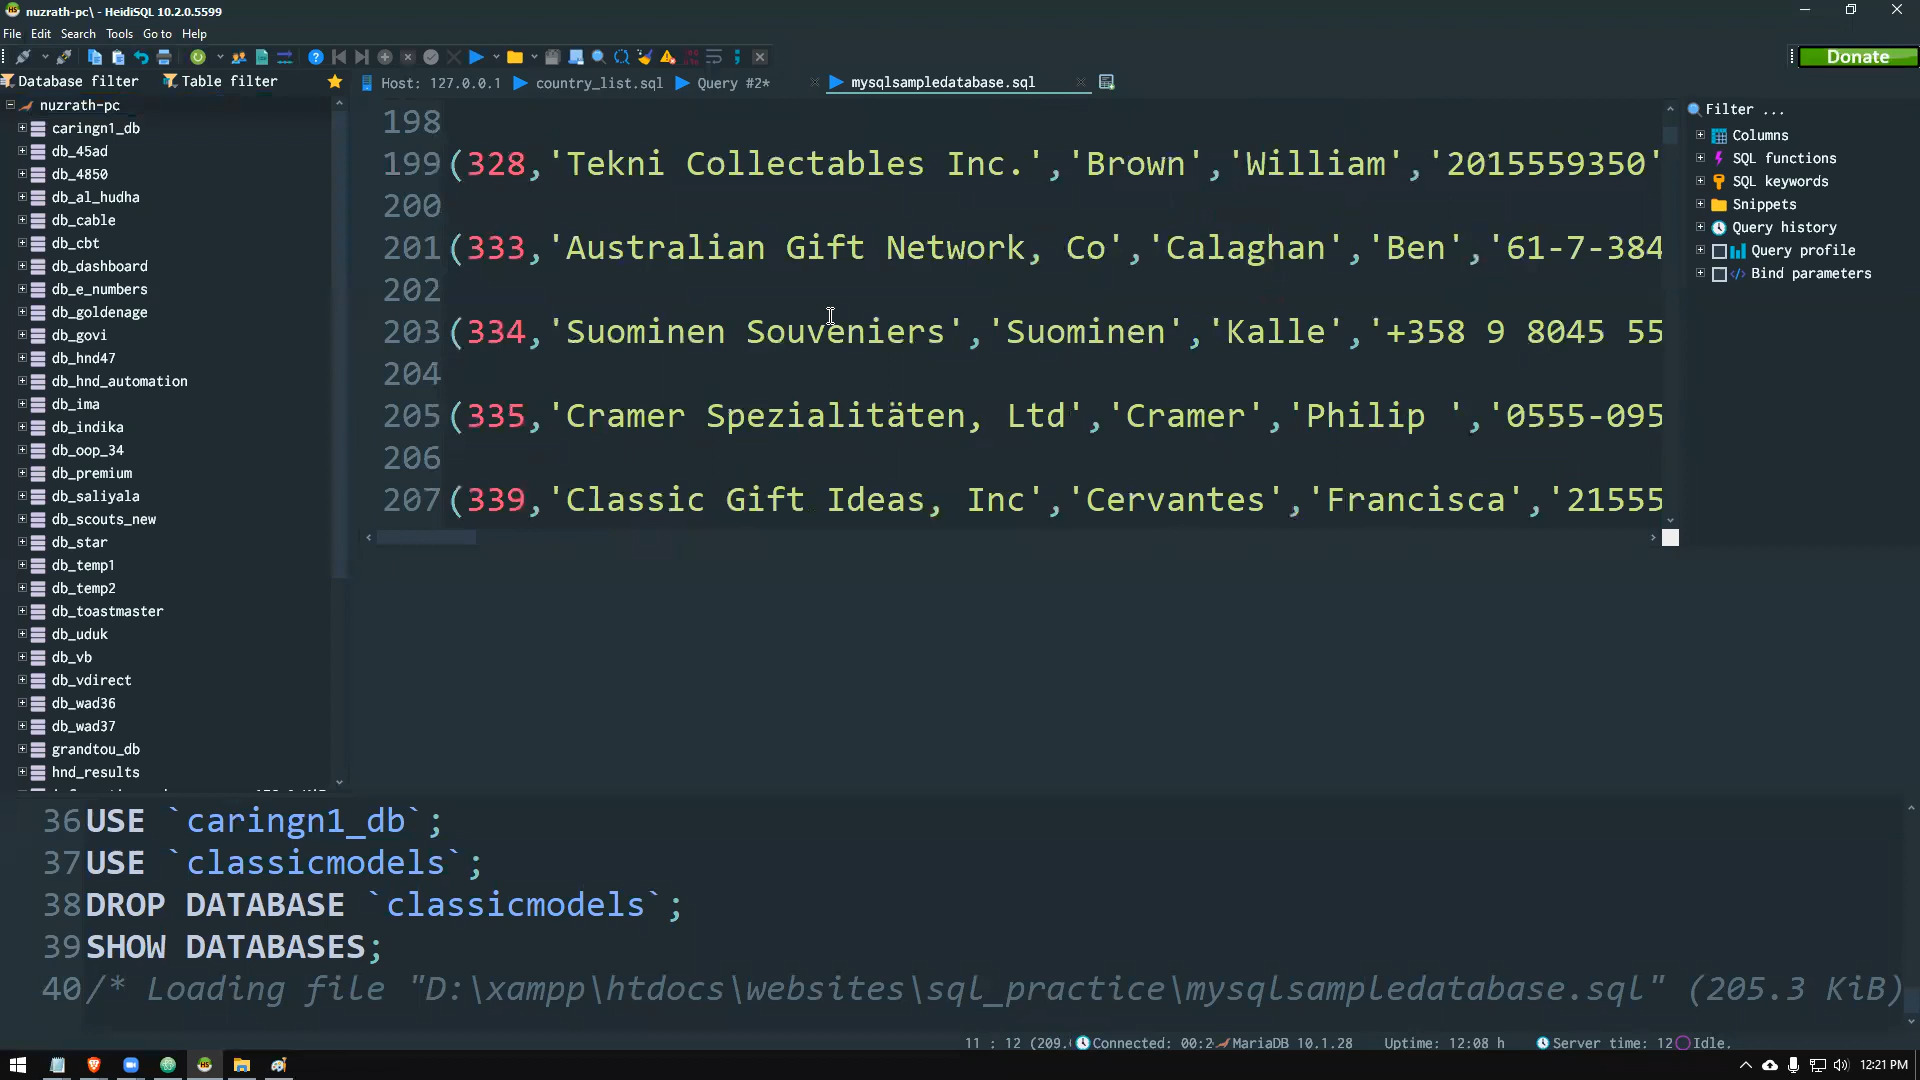 nuzrath-pc\ - HeidiSQL 10.2.0.5599
File Edit Search Tools Go to Help
Donate
Database filter Table filter
Host: 127.0.0.1 country_list.sql Query #2* mysqlsampledatabase.sql
nuzrath-pc
caringn1_db
db_45ad
db_4850
db_al_hudha
db_cable
db_cbt
db_dashboard
db_e_numbers
db_goldenage
db_govi
db_hnd47
db_hnd_automation
db_ima
db_indika
db_oop_34
db_premium
db_saliyala
db_scouts_new
db_star
db_temp1
db_temp2
db_toastmaster
db_uduk
db_vb
db_vdirect
db_wad36
db_wad37
grandtou_db
hnd_results
198
199 (328,'Tekni Collectables Inc.','Brown','William','2015559350'
200
201 (333,'Australian Gift Network, Co','Calaghan','Ben','61-7-384
202
203 (334,'Suominen Souveniers','Suominen','Kalle','+358 9 8045 55
204
205 (335,'Cramer Spezialitäten, Ltd','Cramer','Philip ','0555-095
206
207 (339,'Classic Gift Ideas, Inc','Cervantes','Francisca','21555
Filter ...
Columns
SQL functions
SQL keywords
Snippets
Query history
Query profile
Bind parameters
36 USE `caringn1_db`;
37 USE `classicmodels`;
38 DROP DATABASE `classicmodels`;
39 SHOW DATABASES;
40 /* Loading file "D:\xampp\htdocs\websites\sql_practice\mysqlsampledatabase.sql" (205.3 KiB)
11 : 12 (209. Connected: 00:2 MariaDB 10.1.28 Uptime: 12:08 h Server time: 12 Idle.
12:21 PM